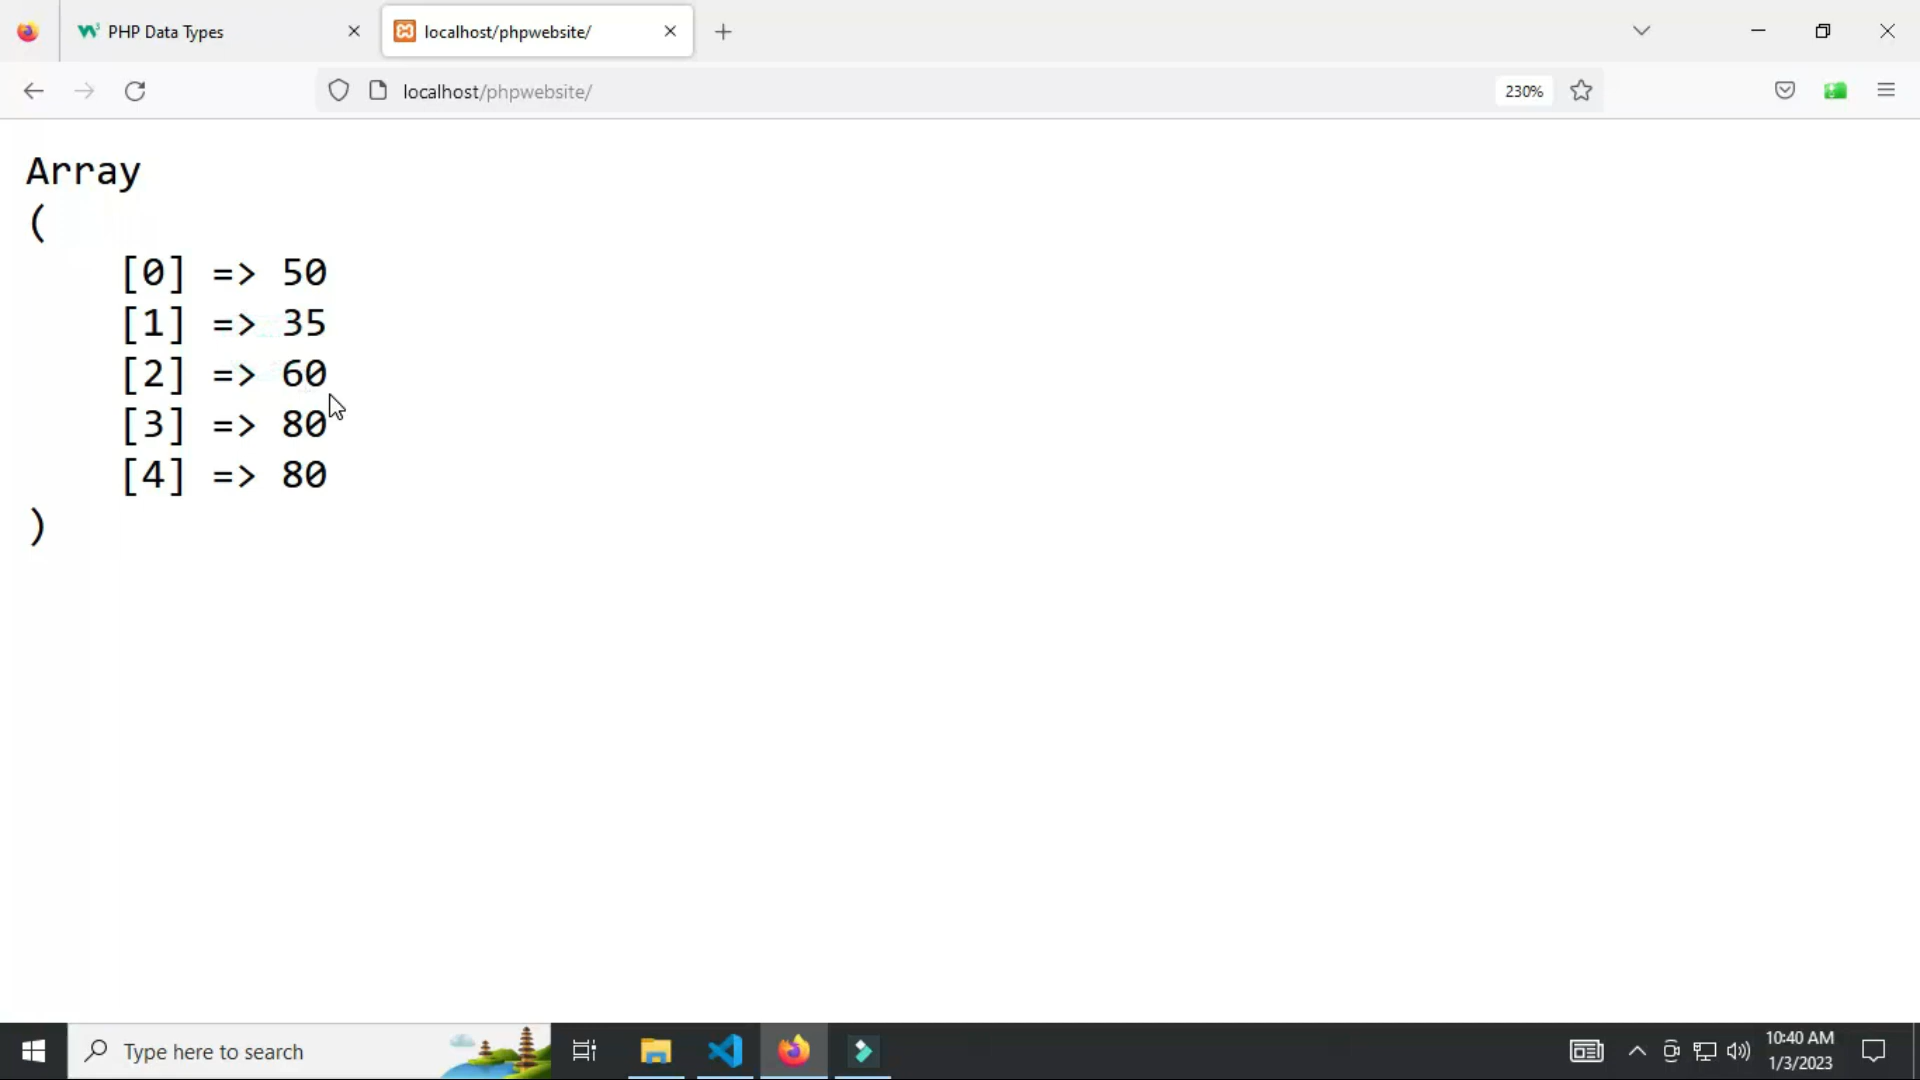 PHP Data Types
localhost/phpwebsite/
localhost/phpwebsite/
230%
Array
(
[0] => 50
[1] => 35
[2] => 60
[3] => 80
[4] => 80
)
Type here to search
10:40 AM
1/3/2023